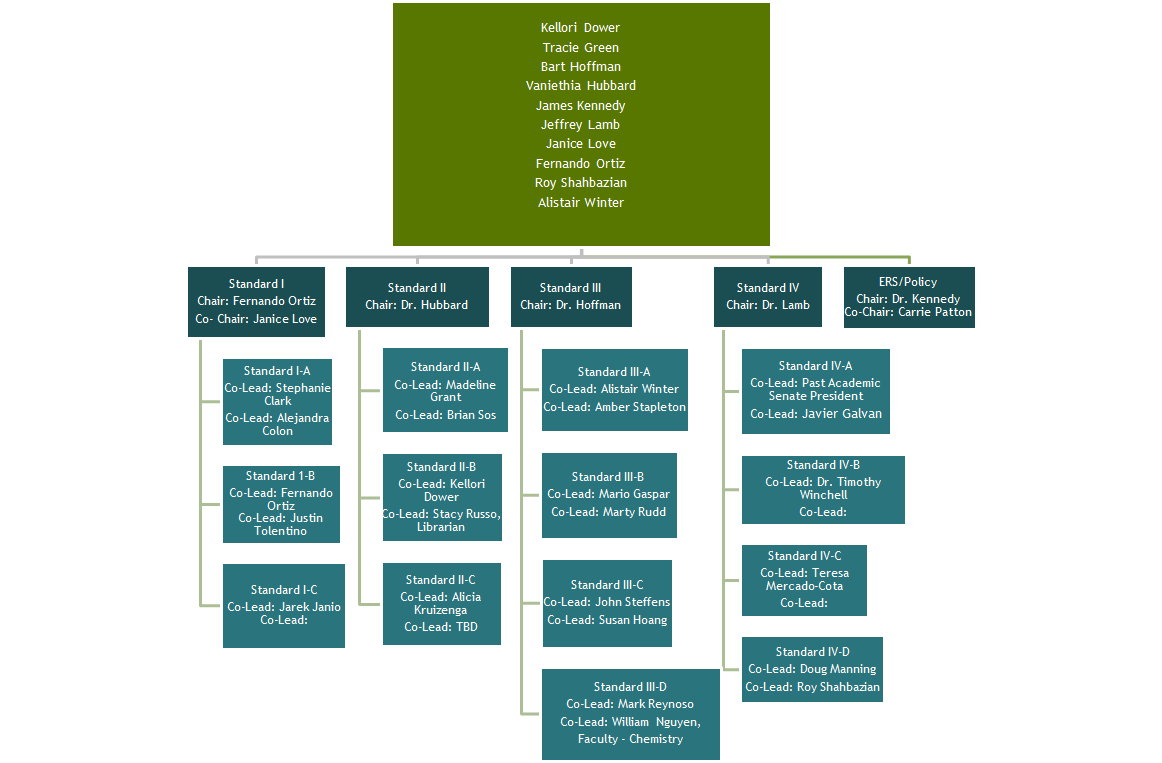 Kellori Dower
Tracie Green
Bart Hoffman
Vaniethia Hubbard
James Kennedy
Jeffrey Lamb
Janice Love
Fernando Ortiz
Roy Shahbazian
Alistair Winter
Standard I
Chair: Fernando Ortiz
Co- Chair: Janice Love
Standard II
Chair: Dr. Hubbard
Standard III
Chair: Dr. Hoffman
Standard IV
Chair: Dr. Lamb
ERS/Policy
Chair: Dr. Kennedy
Co-Chair: Carrie Patton
Standard I-A
Co-Lead: Stephanie
Clark
Co-Lead: Alejandra
Colon
Standard 1-B
Co-Lead: Fernando
Ortiz
Co-Lead: Justin
Tolentino
Standard I-C
Co-Lead: Jarek Janio
Co-Lead:
Standard II-A
Co-Lead: Madeline
Grant
Co-Lead: Brian Sos
Standard II-B
Co-Lead: Kellori
Dower
Co-Lead: Stacy Russo,
Librarian
Standard II-C
Co-Lead: Alicia
Kruizenga
Co-Lead: TBD
Standard III-A
Co-Lead: Alistair Winter
Co-Lead: Amber Stapleton
Standard III-B
Co-Lead: Mario Gaspar
Co-Lead: Marty Rudd
Standard III-C
Co-Lead: John Steffens
Co-Lead: Susan Hoang
Standard III-D
Co-Lead: Mark Reynoso
Co-Lead: William Nguyen,
Faculty - Chemistry
Standard IV-A
Co-Lead: Past Academic
Senate President
Co-Lead: Javier Galvan
Standard IV-B
Co-Lead: Dr. Timothy
Winchell
Co-Lead:
Standard IV-C
Co-Lead: Teresa
Mercado-Cota
Co-Lead:
Standard IV-D
Co-Lead: Doug Manning
Co-Lead: Roy Shahbazian